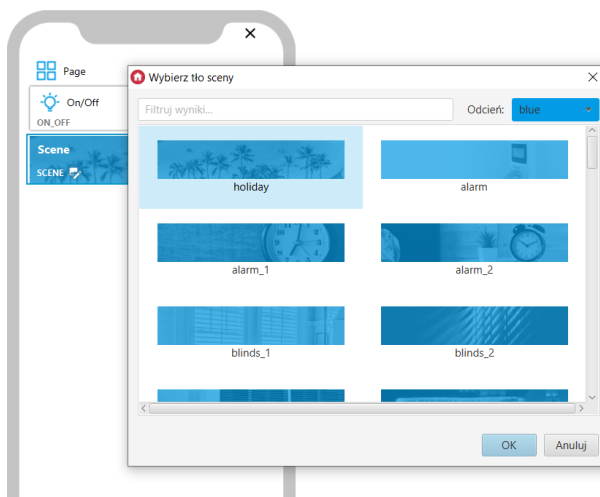 Page
On/Off
ON_OFF
Scene
SCENE
Wybierz tło sceny
Filtruj wyniki...
Odcień: blue
holiday alarm
alarm_1 alarm_2
blinds_1 blinds_2
OK Anuluj